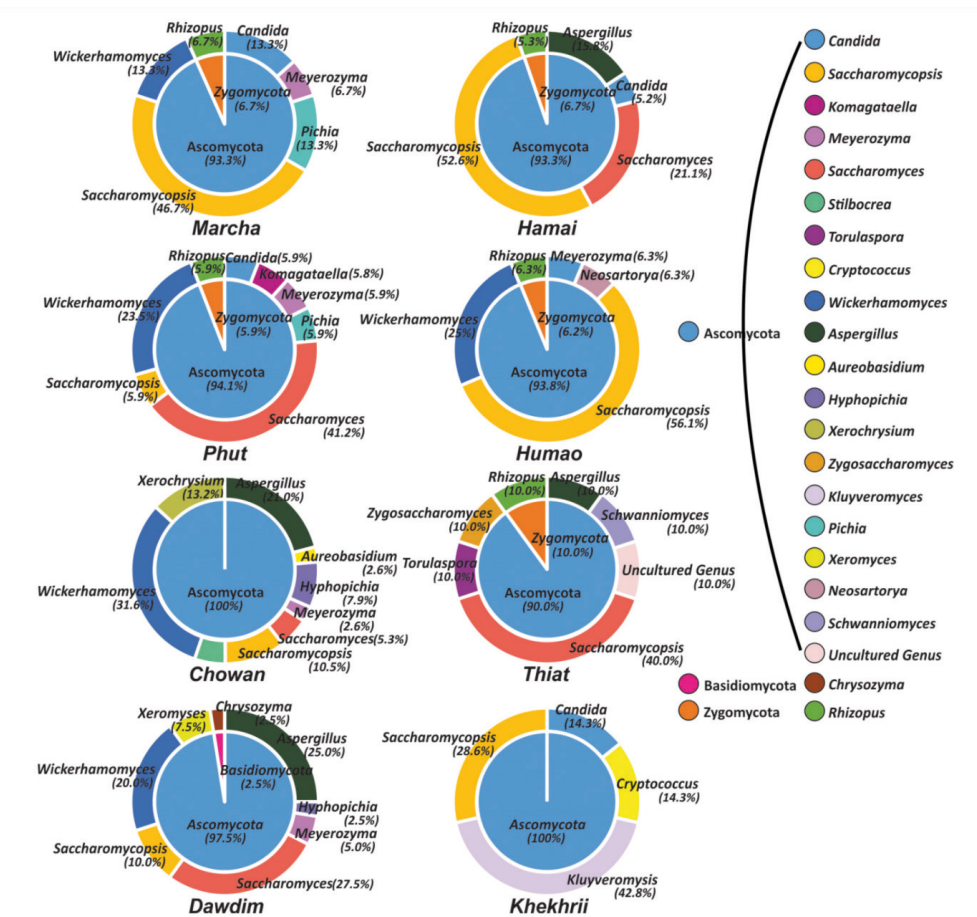 Rhizopus
(6.7%)
Candida
(13.3%)
Wickerhamomyces
(13.3%)
Meyerozyma
(6.7%)
Zygomycota
(6.7%)
Pichia
(13.3%)
Ascomycota
(93.3%)
Saccharomycopsis
(46.7%)
Marcha
Rhizopus
(5.3%)
Aspergillus
(15.8%)
Zygomycota
(6.7%)
Candida
(5.2%)
Saccharomycopsis
(52.6%)
Ascomycota
(93.3%)
Saccharomyces
(21.1%)
Hamai
Rhizopus
(5.9%)
Candida(5.9%)
Komagataella(5.8%)
Meyerozyma(5.9%)
Wickerhamomyces
(23.5%)
Zygomycota
(5.9%)
Pichia
(5.9%)
Ascomycota
(94.1%)
Saccharomycopsis
(5.9%)
Saccharomyces
(41.2%)
Phut
Rhizopus
(6.3%)
Meyerozyma(6.3%)
Neosartorya(6.3%)
Wickerhamomyces
(25%)
Zygomycota
(6.2%)
Ascomycota
(93.8%)
Saccharomycopsis
(56.1%)
Humao
Xerochrysium
(13.2%)
Aspergillus
(21.0%)
Aureobasidium
(2.6%)
Wickerhamomyces
(31.6%)
Ascomycota
(100%)
Hyphopichia
(7.9%)
Meyerozyma
(2.6%)
Saccharomyces(5.3%)
Saccharomycopsis
(10.5%)
Chowan
Rhizopus
(10.0%)
Aspergillus
(10.0%)
Zygosaccharomyces
(10.0%)
Schwanniomyces
(10.0%)
Zygomycota
(10.0%)
Torulaspora
(10.0%)
Uncultured Genus
(10.0%)
Ascomycota
(90.0%)
Saccharomycopsis
(40.0%)
Thiat
Xeromyses
(7.5%)
Chrysozyma
(2.5%)
Aspergillus
(25.0%)
Wickerhamomyces
(20.0%)
Basidiomycota
(2.5%)
Hyphopichia
(2.5%)
Ascomycota
(97.5%)
Meyerozyma
(5.0%)
Saccharomycopsis
(10.0%)
Saccharomyces(27.5%)
Dawdim
Candida
(14.3%)
Saccharomycopsis
(28.6%)
Cryptococcus
(14.3%)
Ascomycota
(100%)
Kluyveromysis
(42.8%)
Khekhrii
Ascomycota
Basidiomycota
Zygomycota
Candida
Saccharomycopsis
Komagataella
Meyerozyma
Saccharomyces
Stilbocrea
Torulaspora
Cryptococcus
Wickerhamomyces
Aspergillus
Aureobasidium
Hyphopichia
Xerochrysium
Zygosaccharomyces
Kluyveromyces
Pichia
Xeromyces
Neosartorya
Schwanniomyces
Uncultured Genus
Chrysozyma
Rhizopus